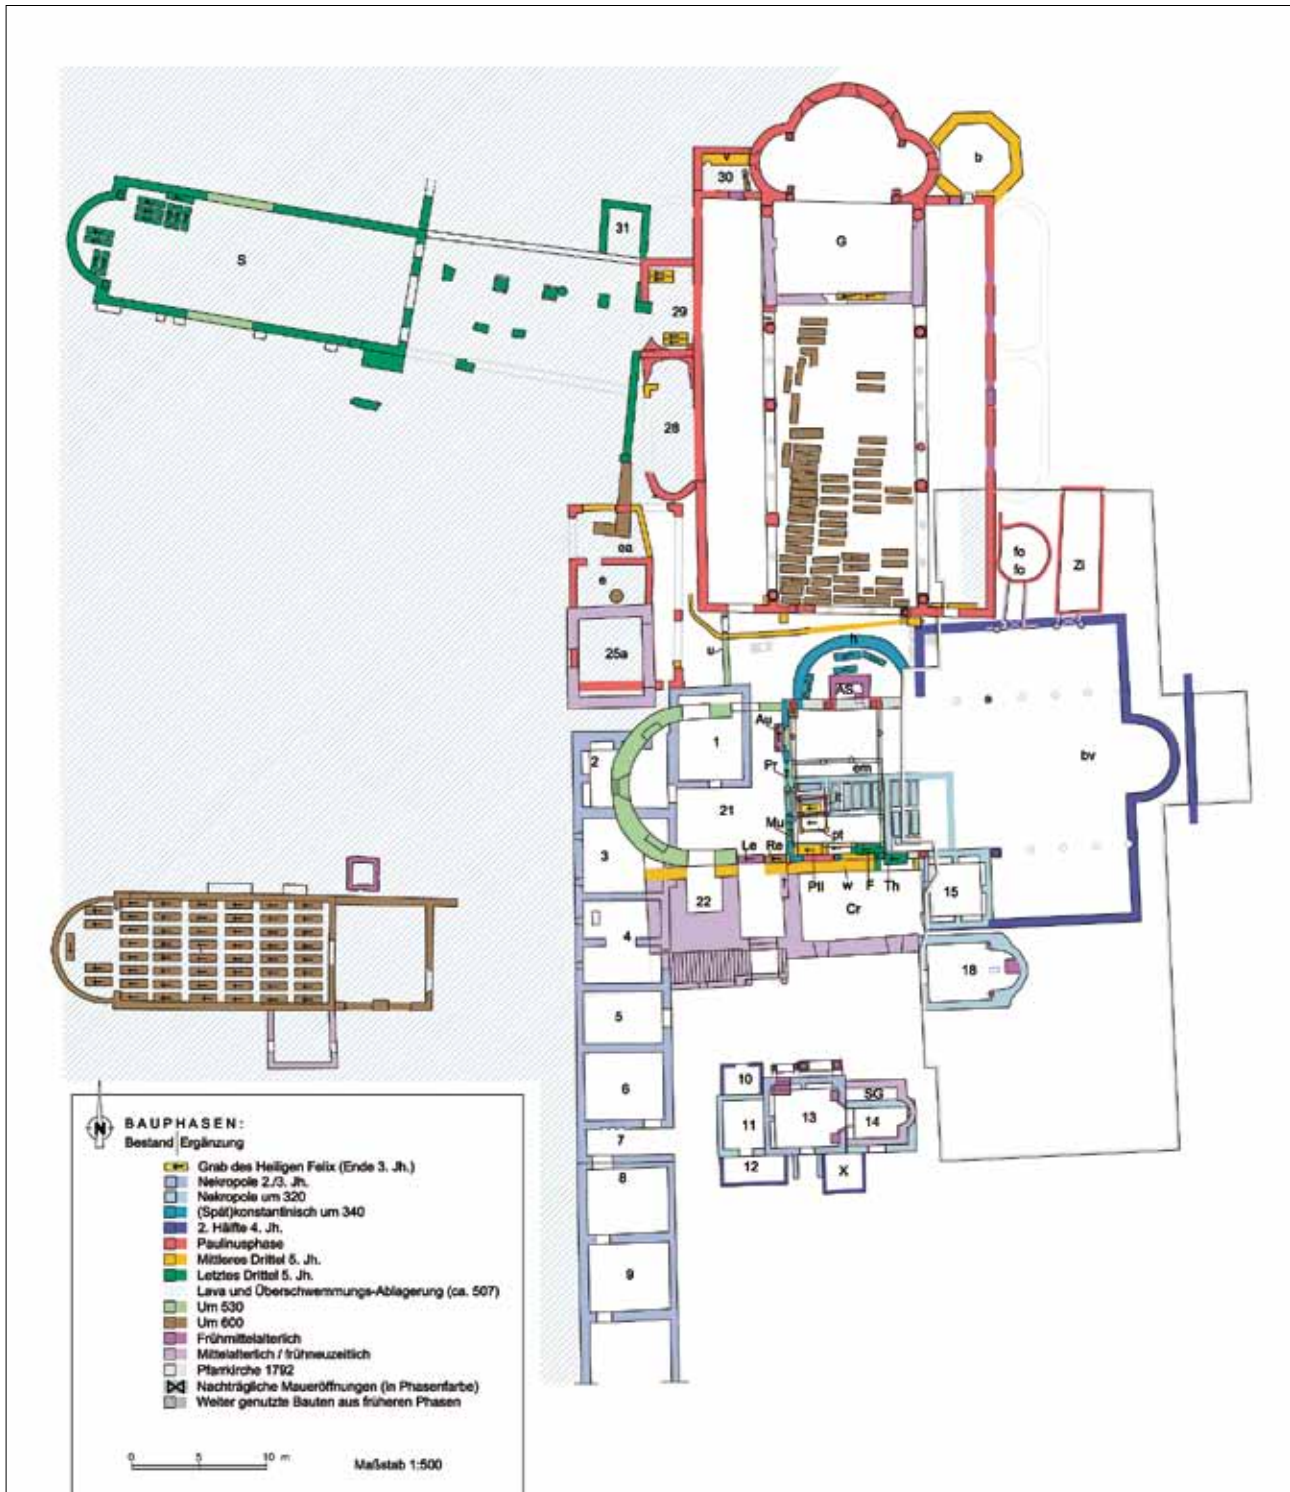 b
v
30
31
G
S
29
28
ea
e
fo
fo
Zi
25a
u
h
AS
a
Au
1
2
Pr
em
bv
21
Mu
pt
Le
Re
3
PII
w
F
Th
15
22
Cr
4
18
5
6
10
SG
11
13
14
7
12
X
8
9
N
BAUPHASEN:
Bestand Ergänzung
Grab des Heiligen Felix (Ende 3. Jh.)
Nekropole 2./3. Jh.
Nekropole um 320
(Spät)konstantinisch um 340
2. Hälfte 4. Jh.
Paulinusphase
Mittleres Drittel 5. Jh.
Letztes Drittel 5. Jh.
Lava und Überschwemmungs-Ablagerung (ca. 507)
Um 530
Um 600
Frühmittelalterlich
Mittelalterlich / frühneuzeitlich
Pfarrkirche 1792
Nachträgliche Maueröffnungen (in Phasenfarbe)
Weiter genutzte Bauten aus früheren Phasen
0 5 10 m
Maßstab 1:500